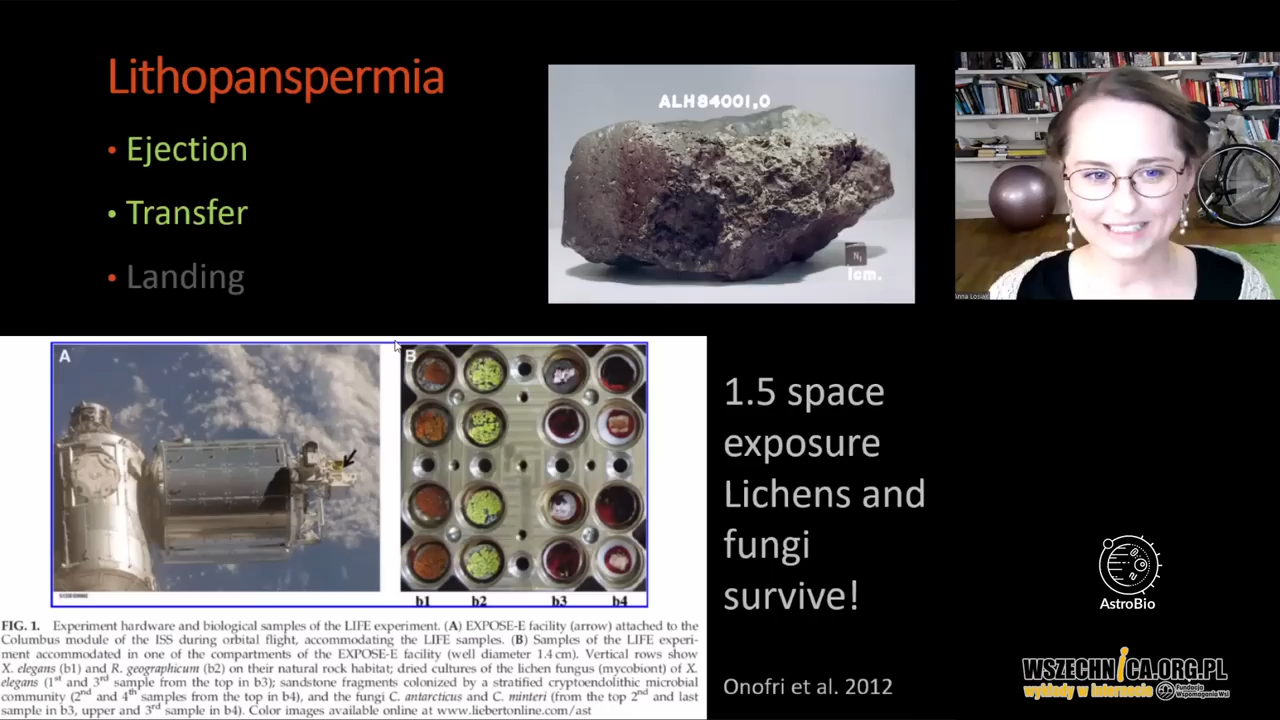 Lithopanspermia
• Ejection
• Transfer
• Landing
ALH84001,0
N1
1cm.
Anna Losiak
A
B
b1 b2 b3 b4
FIG. 1. Experiment hardware and biological samples of the LIFE experiment. (A) EXPOSE-E facility (arrow) attached to the
Columbus module of the ISS during orbital flight, accommodating the LIFE samples. (B) Samples of the LIFE experi-
ment accommodated in one of the compartments of the EXPOSE-E facility (well diameter 1.4 cm). Vertical rows show
X. elegans (b1) and R. geographicum (b2) on their natural rock habitat; dried cultures of the lichen fungus (mycobiont) of X.
elegans (1st and 3rd sample from the top in b3); sandstone fragments colonized by a stratified cryptoendolithic microbial
community (2nd and 4th samples from the top in b4), and the fungi C. antarcticus and C. minteri (from the top 2nd and last
sample in b3, upper and 3rd sample in b4). Color images available online at www.liebertonline.com/ast
1.5 space
exposure
Lichens and
fungi
survive!
Onofri et al. 2012
AstroBio
WSZECHNICA.ORG.PL
wykłady w internecie
Fundacja
Wspomagania Wsi